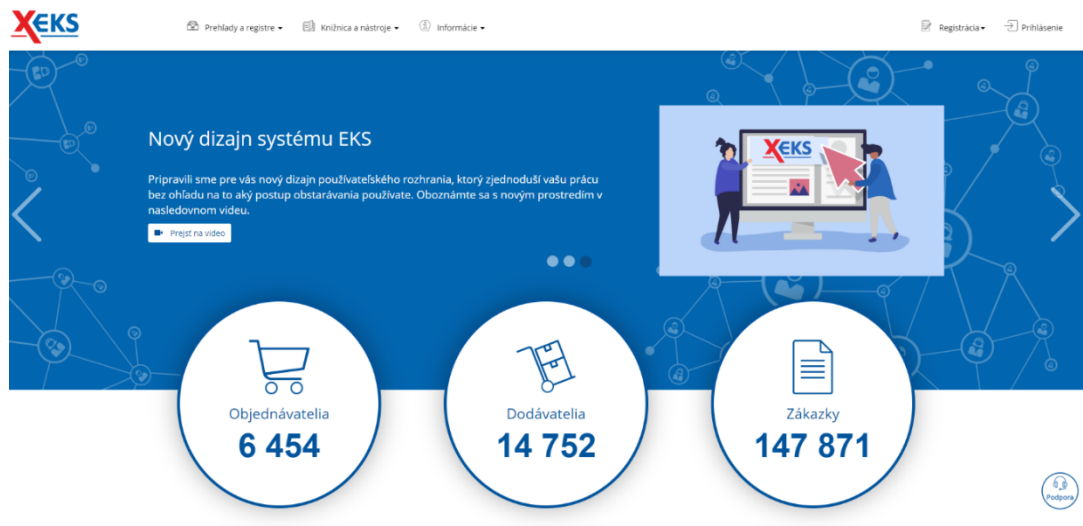 XEKS
Prehľady a registre
Knižnica a nástroje
Informácie
Registrácia
Prihlásenie
Nový dizajn systému EKS
Pripravili sme pre vás nový dizajn používateľského rozhrania, ktorý zjednoduší vašu prácu
bez ohľadu na to aký postup obstarávania používate. Oboznámte sa s novým prostredím v
nasledovnom videu.
Prejsť na video
XEKS
Objednávatelia
6 454
Dodávatelia
14 752
Zákazky
147 871
Podpora